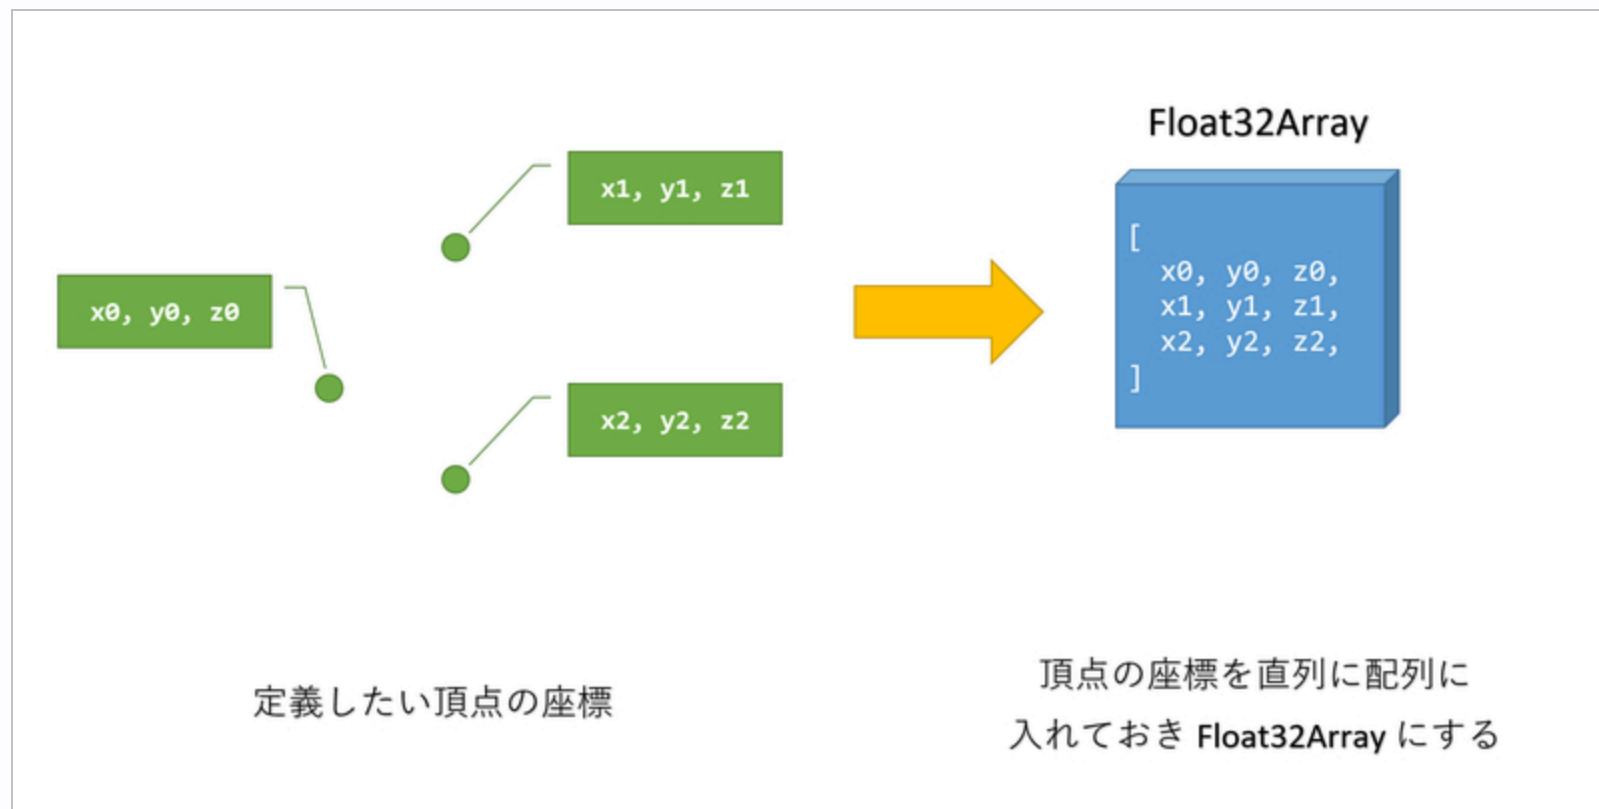 x1, y1, z1
x0, y0, z0
x2, y2, z2
定義したい頂点の座標
Float32Array
[
x0, y0, z0,
x1, y1, z1,
x2, y2, z2,
]
頂点の座標を直列に配列に
入れておき Float32Array にする